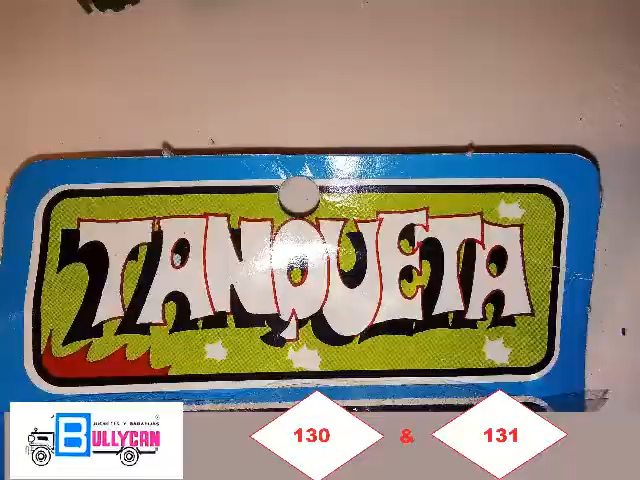 TANQUETA
JUGUETES Y BARATIJAS
BULLYCAN
130 & 131